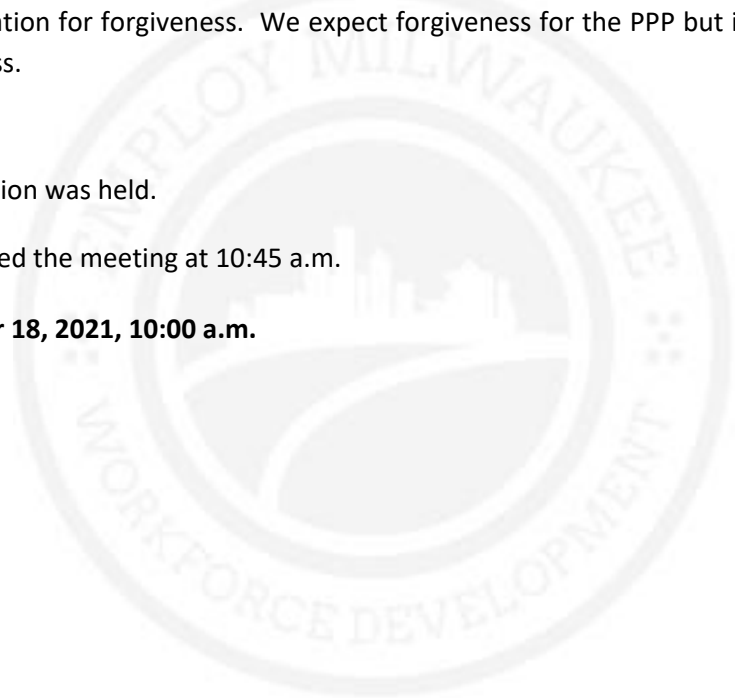 ation for forgiveness. We expect forgiveness for the PPP but i
ss.
ion was held.
ed the meeting at 10:45 a.m.
r 18, 2021, 10:00 a.m.
EMPLOY MILWAUKEE
WORKFORCE DEVELOPMENT